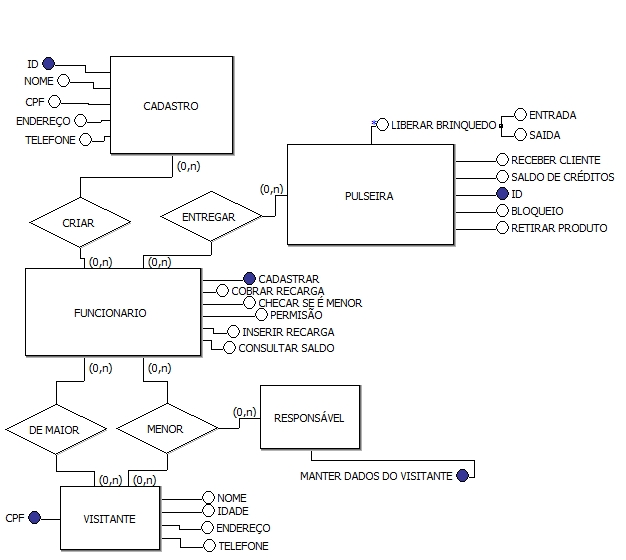 ID
NOME
CPF
ENDEREÇO
TELEFONE
CADASTRO
(0,n)
* LIBERAR BRINQUEDO
ENTRADA
SAIDA
PULSEIRA
RECEBER CLIENTE
SALDO DE CRÉDITOS
ID
BLOQUEIO
RETIRAR PRODUTO
(0,n)
CRIAR
ENTREGAR
(0,n)
(0,n)
FUNCIONARIO
CADASTRAR
COBRAR RECARGA
CHECAR SE É MENOR
PERMISÃO
INSERIR RECARGA
CONSULTAR SALDO
(0,n)
(0,n)
DE MAIOR
MENOR
(0,n)
RESPONSÁVEL
MANTER DADOS DO VISITANTE
(0,n)
(0,n)
CPF
VISITANTE
NOME
IDADE
ENDEREÇO
TELEFONE